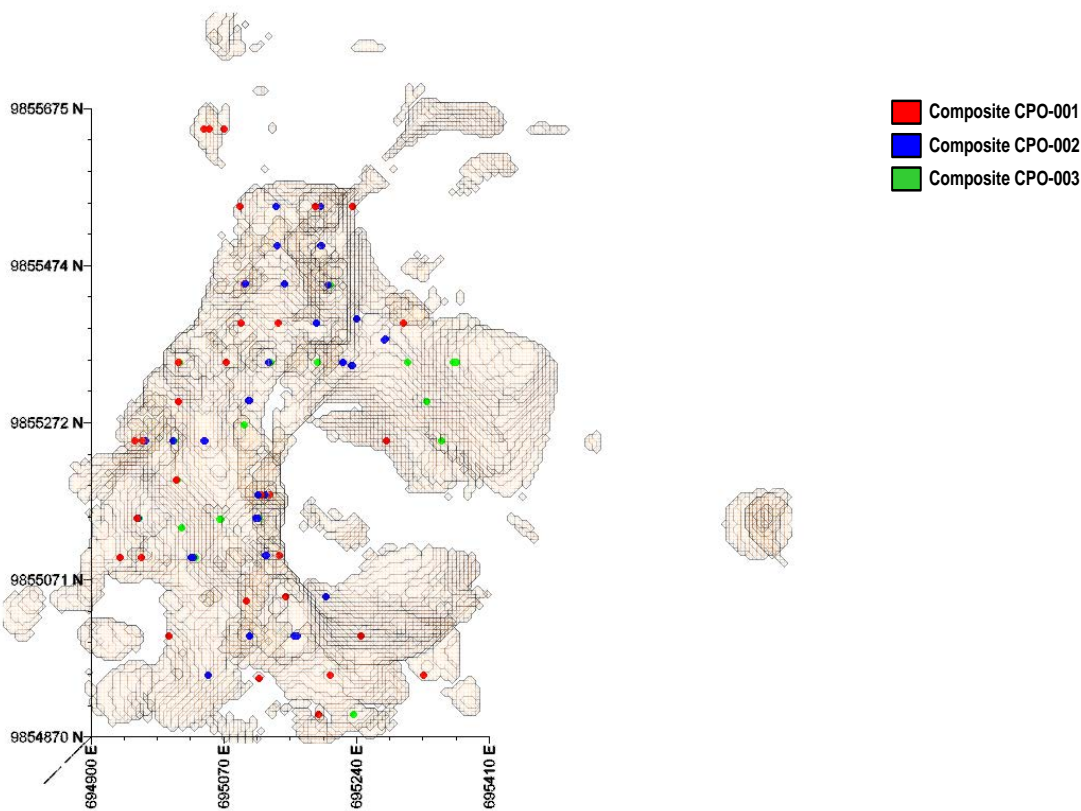 9855675 N
9855474 N
9855272 N
9855071 N
9854870 N
694900 E
695070 E
695240 E
695410 E
Composite CPO-001
Composite CPO-002
Composite CPO-003